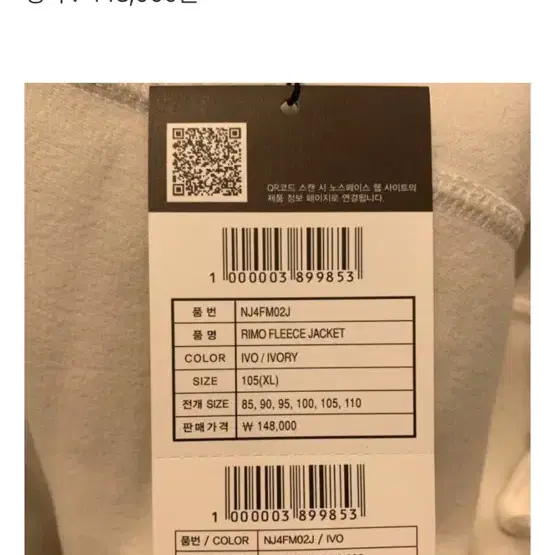 QR코드 스캔 시 노스페이스 웹 사이트의
제품 정보 페이지로 연결됩니다.
1 000003 899853
품 번 NJ4FM02J
품 명 RIMO FLEECE JACKET
COLOR IVO / IVORY
SIZE 105(XL)
전개 SIZE 85, 90, 95, 100, 105, 110
판매가격 ₩ 148,000
1 000003 899853
품번 / COLOR NJ4FM02J / IVO